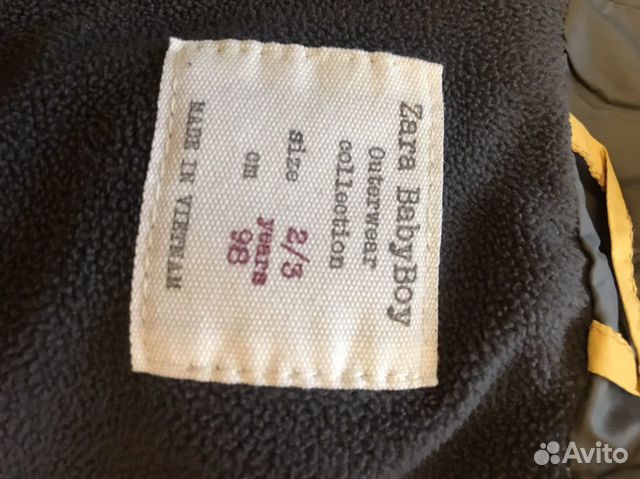 Zara BabyBoy
Outerwear
collection
size 2/3
years
cm 98
MADE IN VIETNAM
Avito